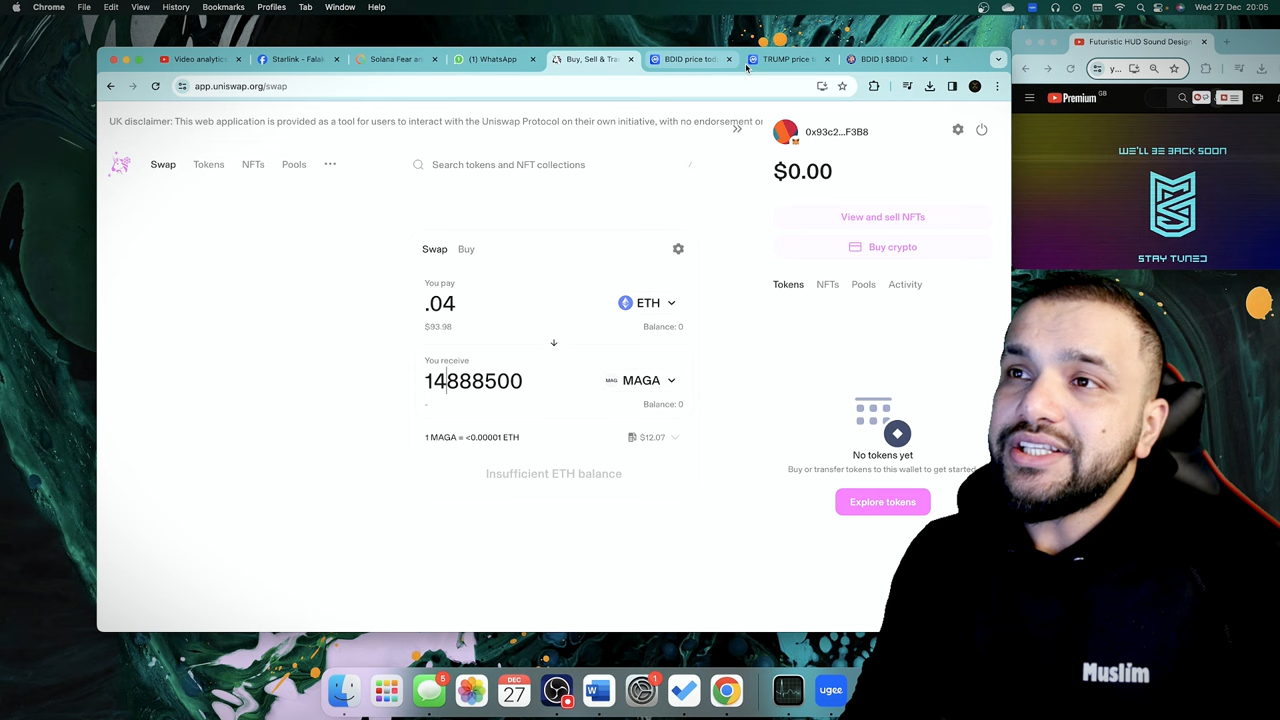 Chrome File Edit View History Bookmarks Profiles Tab Window Help
Wed 27 Dec 20:05
Video analytics
Starlink - Falak
Solana Fear an
(1) WhatsApp
Buy, Sell & Tra
BDID price tod
TRUMP price t
BDID | $BDID
app.uniswap.org/swap
UK disclaimer: This web application is provided as a tool for users to interact with the Uniswap Protocol on their own initiative, with no endorsement or
Swap Tokens NFTs Pools
Search tokens and NFT collections /
0x93c2...F3B8
$0.00
View and sell NFTs
Buy crypto
Tokens NFTs Pools Activity
No tokens yet
Buy or transfer tokens to this wallet to get started
Explore tokens
Swap Buy
You pay
.04 ETH
$93.98 Balance: 0
You receive
14888500 MAG MAGA
- Balance: 0
1 MAGA = <0.00001 ETH $12.07
Insufficient ETH balance
Futuristic HUD Sound Design
y...
Premium GB
WE'LL BE BACK SOON
STAY TUNED
Muslim
5
DEC
27
W
1
ugee